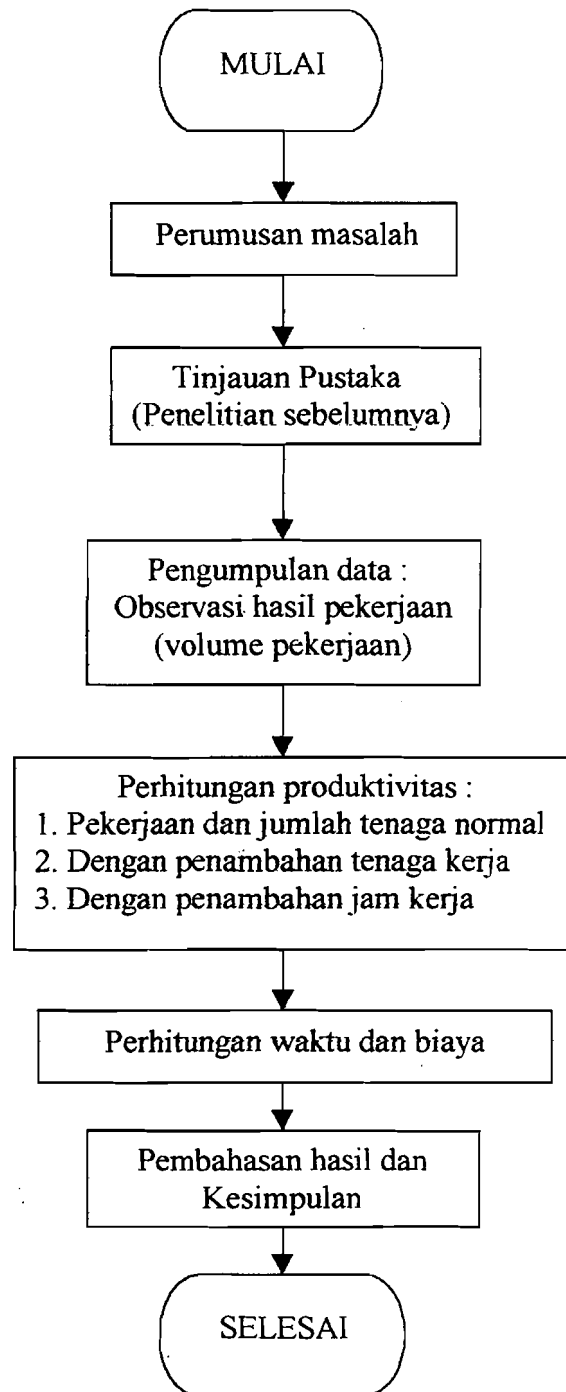 MULAI
Perumusan masalah
Tinjauan Pustaka
(Penelitian sebelumnya)
Pengumpulan data :
Observasi hasil pekerjaan
(volume pekerjaan)
Perhitungan produktivitas :
1. Pekerjaan dan jumlah tenaga normal
2. Dengan penambahan tenaga kerja
3. Dengan penambahan jam kerja
Perhitungan waktu dan biaya
Pembahasan hasil dan
Kesimpulan
SELESAI